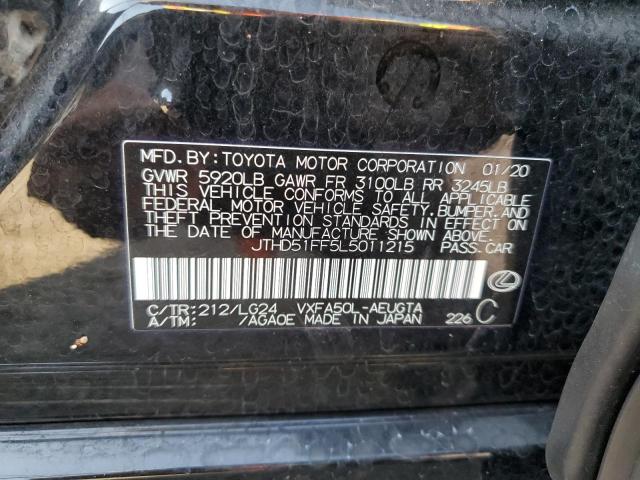 MFD. BY: TOYOTA MOTOR CORPORATION 01/20
GVWR 5920LB GAWR FR 3100LB RR 3245LB
THIS VEHICLE CONFORMS TO ALL APPLICABLE
FEDERAL MOTOR VEHICLE SAFETY, BUMPER, AND
THEFT PREVENTION STANDARDS IN EFFECT ON
THE DATE OF MANUFACTURE SHOWN ABOVE.
JTHD51FF5L5011215 PASS. CAR
C/TR: 212/LG24 VXFA50L-AEUGTA
A/TM: /AGA0E MADE IN JAPAN 226 C